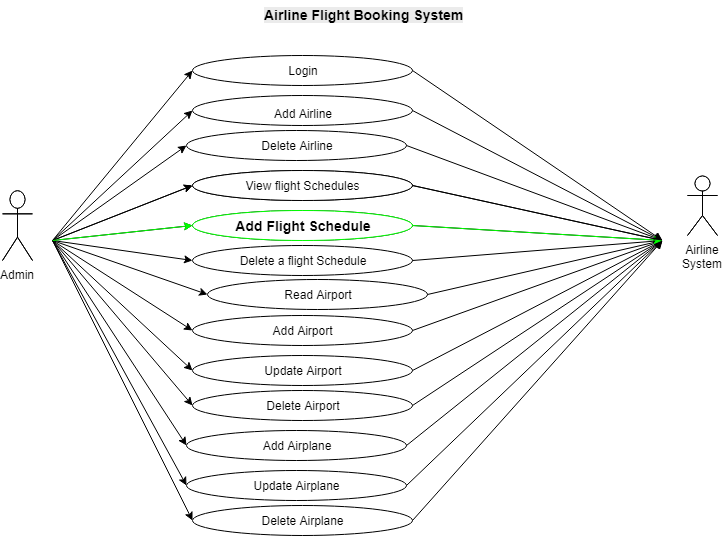 Airline Flight Booking System
Login
Add Airline
Delete Airline
View flight Schedules
Add Flight Schedule
Delete a flight Schedule
Read Airport
Add Airport
Update Airport
Delete Airport
Add Airplane
Update Airplane
Delete Airplane
Admin
Airline
System